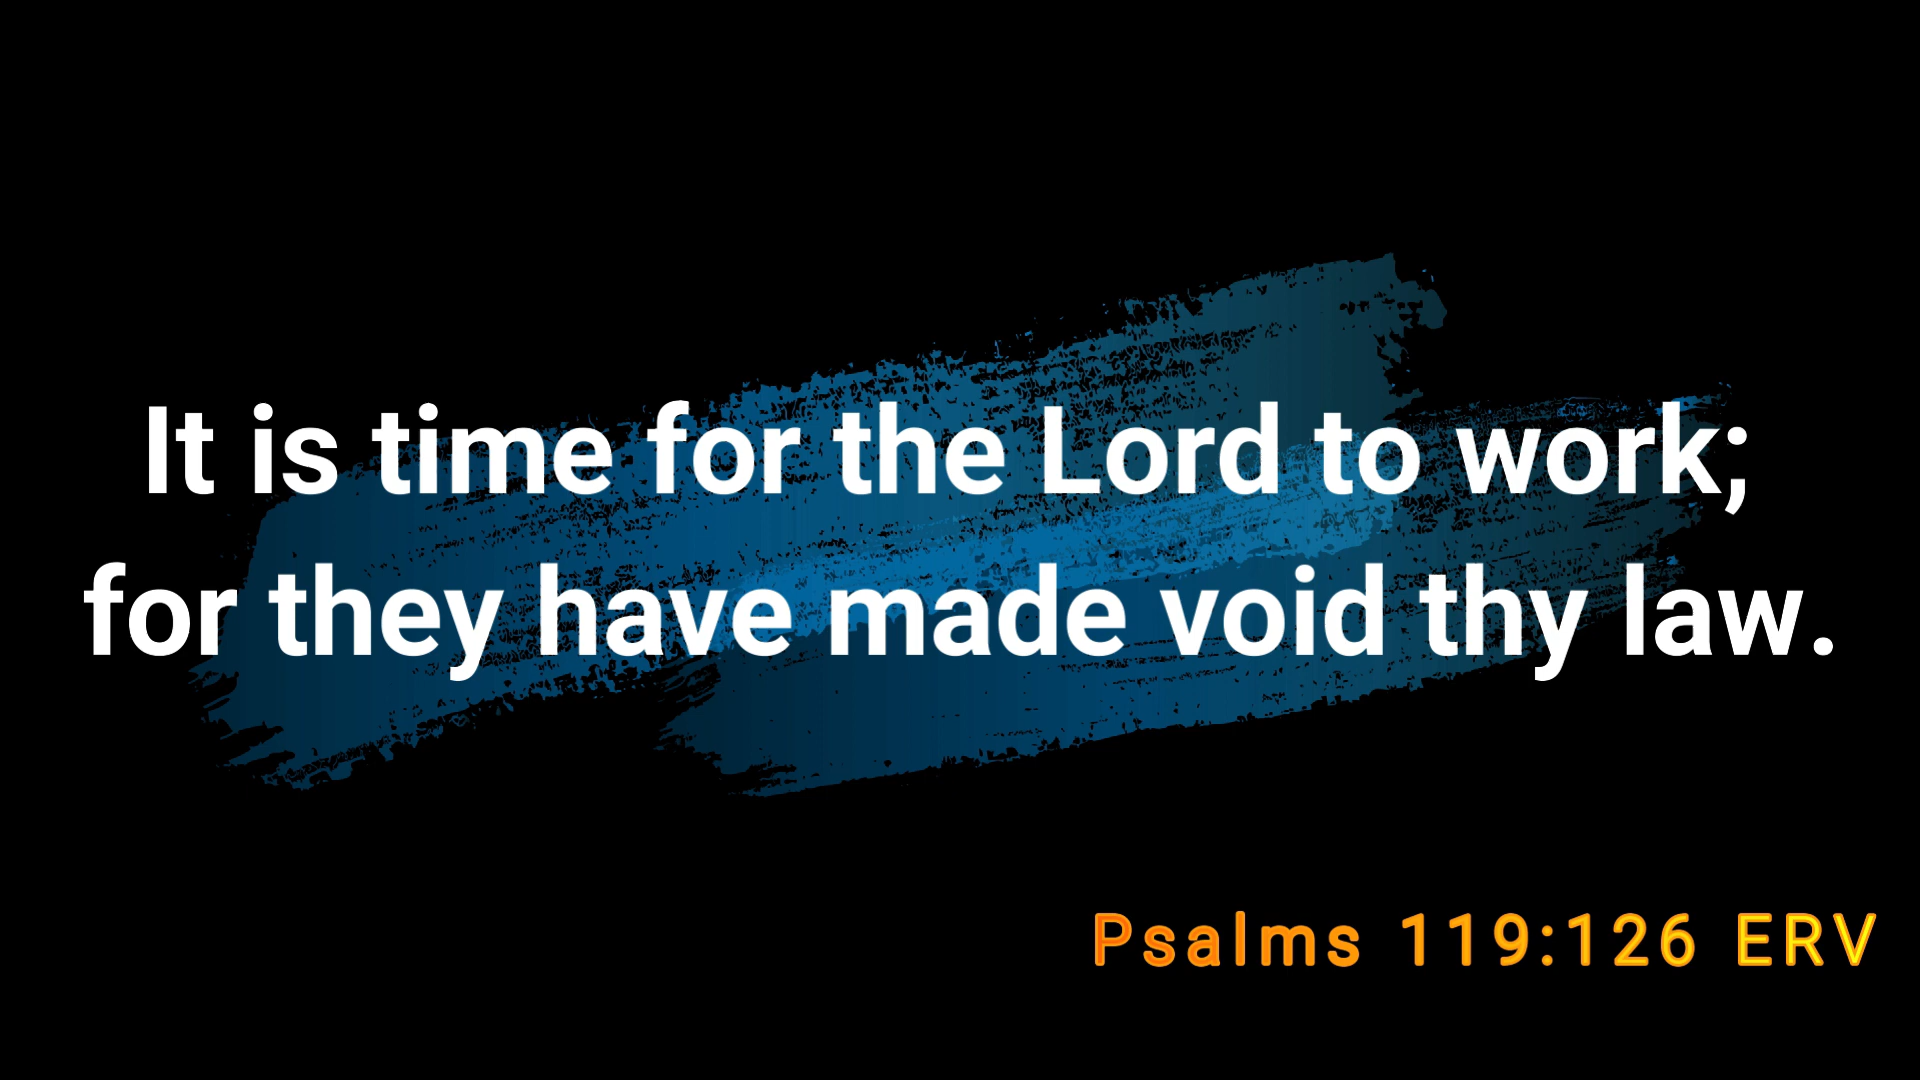 It is time for the Lord to work;
for they have made void thy law.
Psalms 119:126 ERV